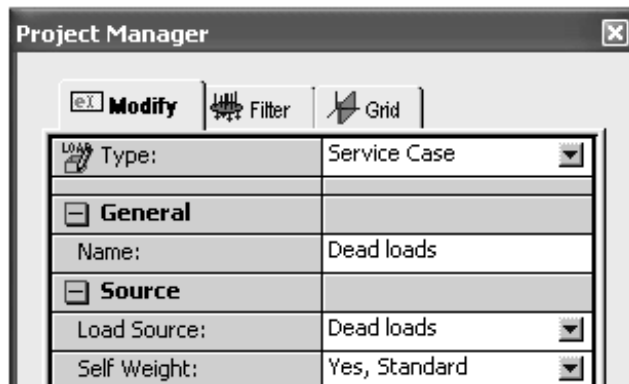 Project Manager
Modify Filter Grid
LOAD Type: Service Case
General
Name: Dead loads
Source
Load Source: Dead loads
Self Weight: Yes, Standard